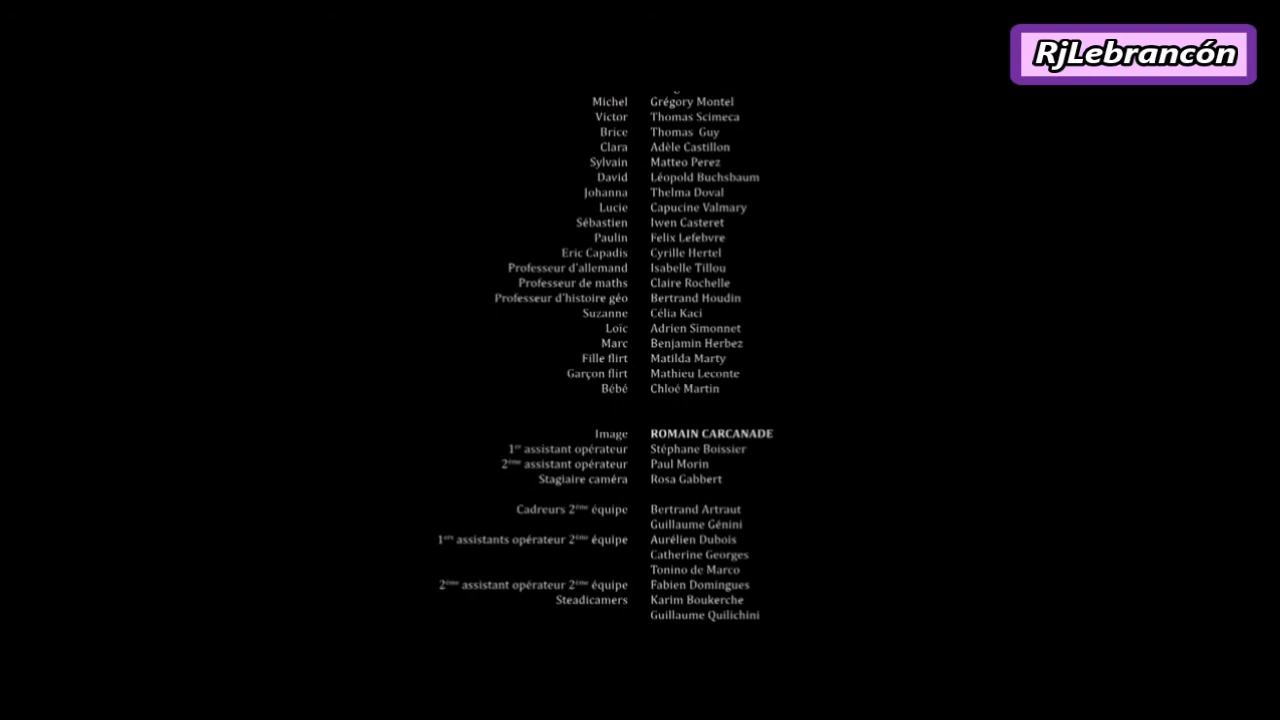 RjLebrancón
Michel Grégory Montel
Victor Thomas Scimeca
Brice Thomas Guy
Clara Adèle Castillon
Sylvain Matteo Perez
David Léopold Buchsbaum
Johanna Thelma Doval
Lucie Capucine Valmary
Sébastien Iwen Casteret
Paulin Felix Lefebvre
Eric Capadis Cyrille Hertel
Professeur d'allemand Isabelle Tillou
Professeur de maths Claire Rochelle
Professeur d'histoire géo Bertrand Houdin
Suzanne Célia Kaci
Loïc Adrien Simonnet
Marc Benjamin Herbez
Fille flirt Matilda Marty
Garçon flirt Mathieu Leconte
Bébé Chloé Martin
Image ROMAIN CARCANADE
1er assistant opérateur Stéphane Boissier
2ème assistant opérateur Paul Morin
Stagiaire caméra Rosa Gabbert
Cadreurs 2ème équipe Bertrand Artraut
Guillaume Génini
1ers assistants opérateur 2ème équipe Aurélien Dubois
Catherine Georges
Tonino de Marco
2ème assistant opérateur 2ème équipe Fabien Domingues
Steadicamers Karim Boukerche
Guillaume Quilichini